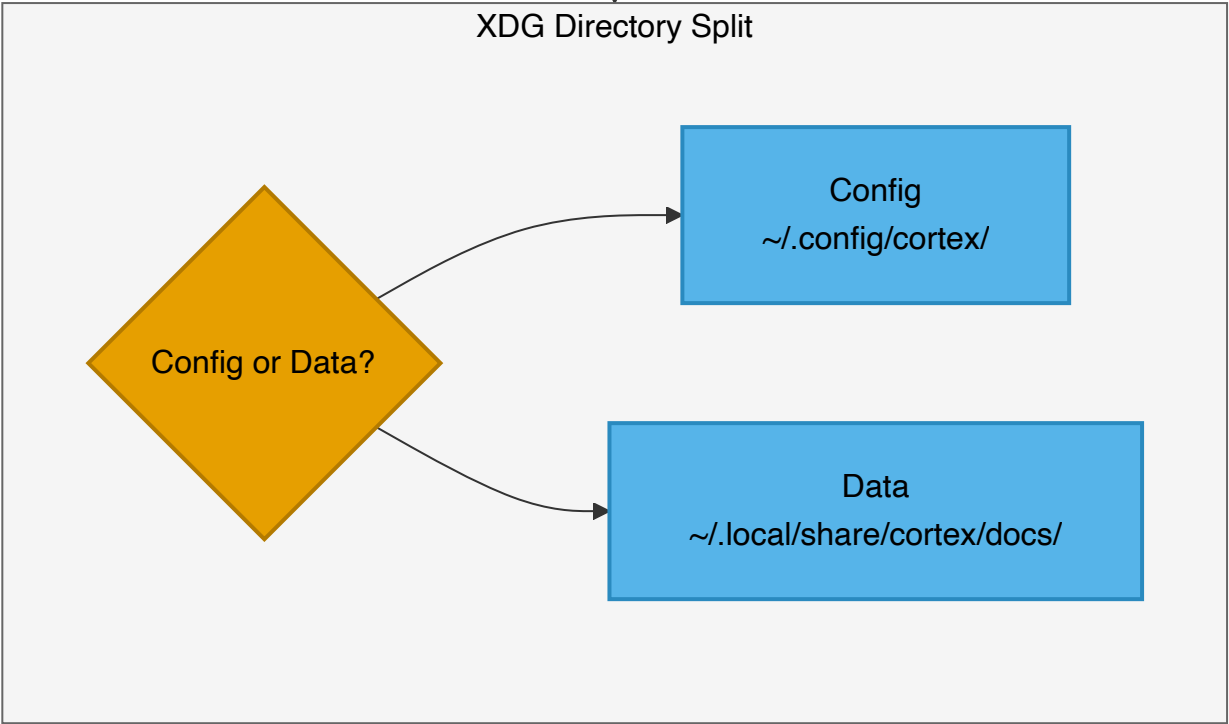 XDG Directory Split
Config
~/.config/cortex/
Config or Data?
Data
~/.local/share/cortex/docs/